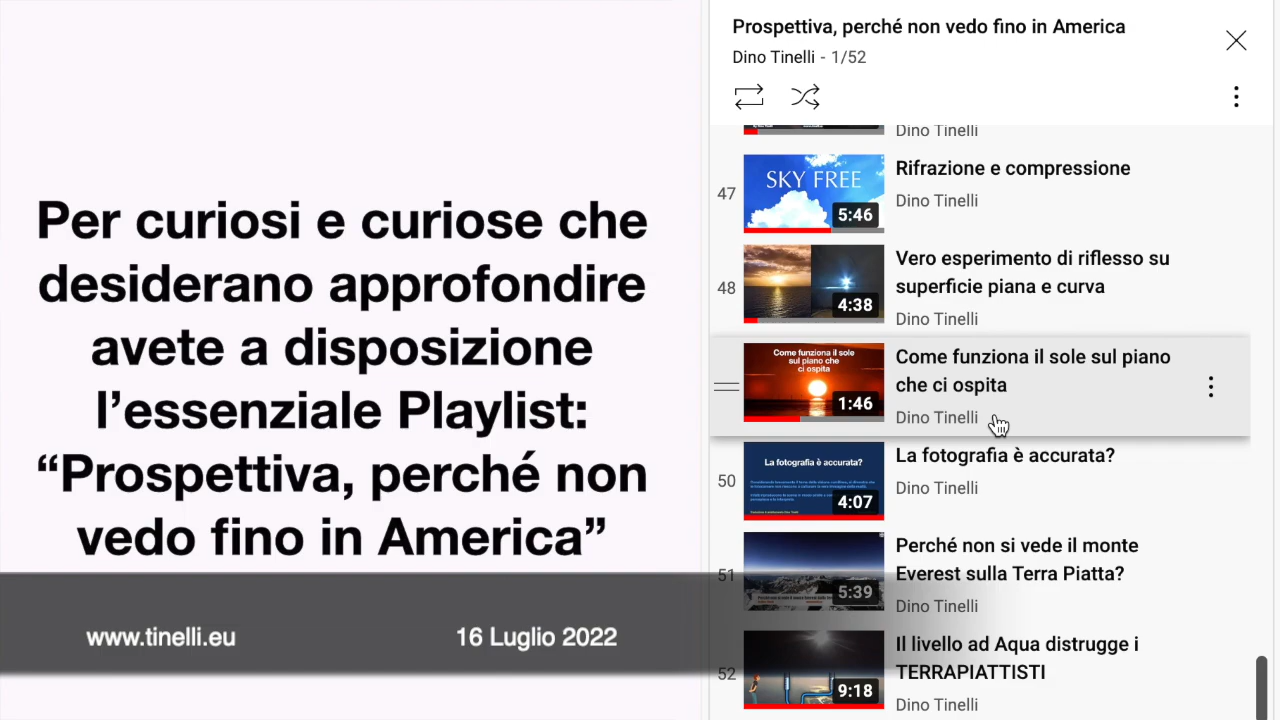 Per curiosi e curiose che
desiderano approfondire
avete a disposizione
l’essenziale Playlist:
“Prospettiva, perché non
vedo fino in America”
www.tinelli.eu
16 Luglio 2022
Prospettiva, perché non vedo fino in America
Dino Tinelli - 1/52
Dino Tinelli
47
SKY FREE
5:46
Rifrazione e compressione
Dino Tinelli
48
4:38
Vero esperimento di riflesso su
superficie piana e curva
Dino Tinelli
Come funziona il sole
sul piano che
ci ospita
1:46
Come funziona il sole sul piano
che ci ospita
Dino Tinelli
50
La fotografia è accurata?
4:07
La fotografia è accurata?
Dino Tinelli
51
5:39
Perché non si vede il monte
Everest sulla Terra Piatta?
Dino Tinelli
52
9:18
Il livello ad Aqua distrugge i
TERRAPIATTISTI
Dino Tinelli